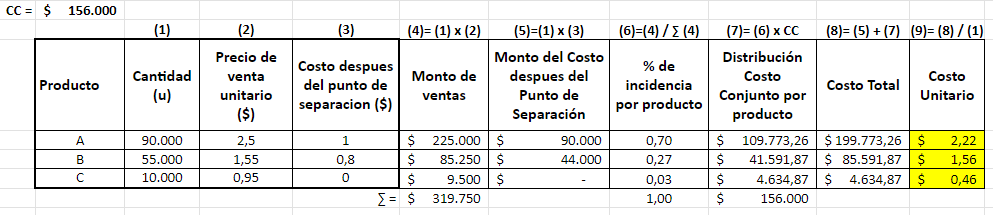 CC = $ 156.000
(1) (2) (3) (4)= (1) x (2) (5)=(1) x (3) (6)=(4) / ∑ (4) (7)= (6) x CC (8)= (5) + (7) (9)= (8) / (1)
Producto Cantidad (u) Precio de venta unitario ($) Costo despues del punto de separacion ($) Monto de ventas Monto del Costo despues del Punto de Separación % de incidencia por producto Distribución Costo Conjunto por producto Costo Total Costo Unitario
A 90.000 2,5 1 $ 225.000 $ 90.000 0,70 $ 109.773,26 $ 199.773,26 $ 2,22
B 55.000 1,55 0,8 $ 85.250 $ 44.000 0,27 $ 41.591,87 $ 85.591,87 $ 1,56
C 10.000 0,95 0 $ 9.500 $ - 0,03 $ 4.634,87 $ 4.634,87 $ 0,46
∑ = $ 319.750 1,00 $ 156.000